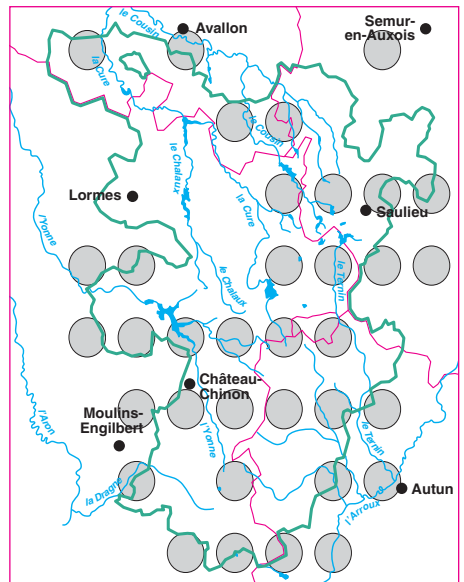 le Cousin
Avallon
Semur-
en-Auxois
la Cure
le Cousin
le Chalaux
Lormes
la Cure
Saulieu
l'Yonne
le Ternin
le Chalaux
Château-
Chinon
Moulins-
Engilbert
l'Aron
l'Yonne
le Ternin
la Dragne
Autun
l'Arroux